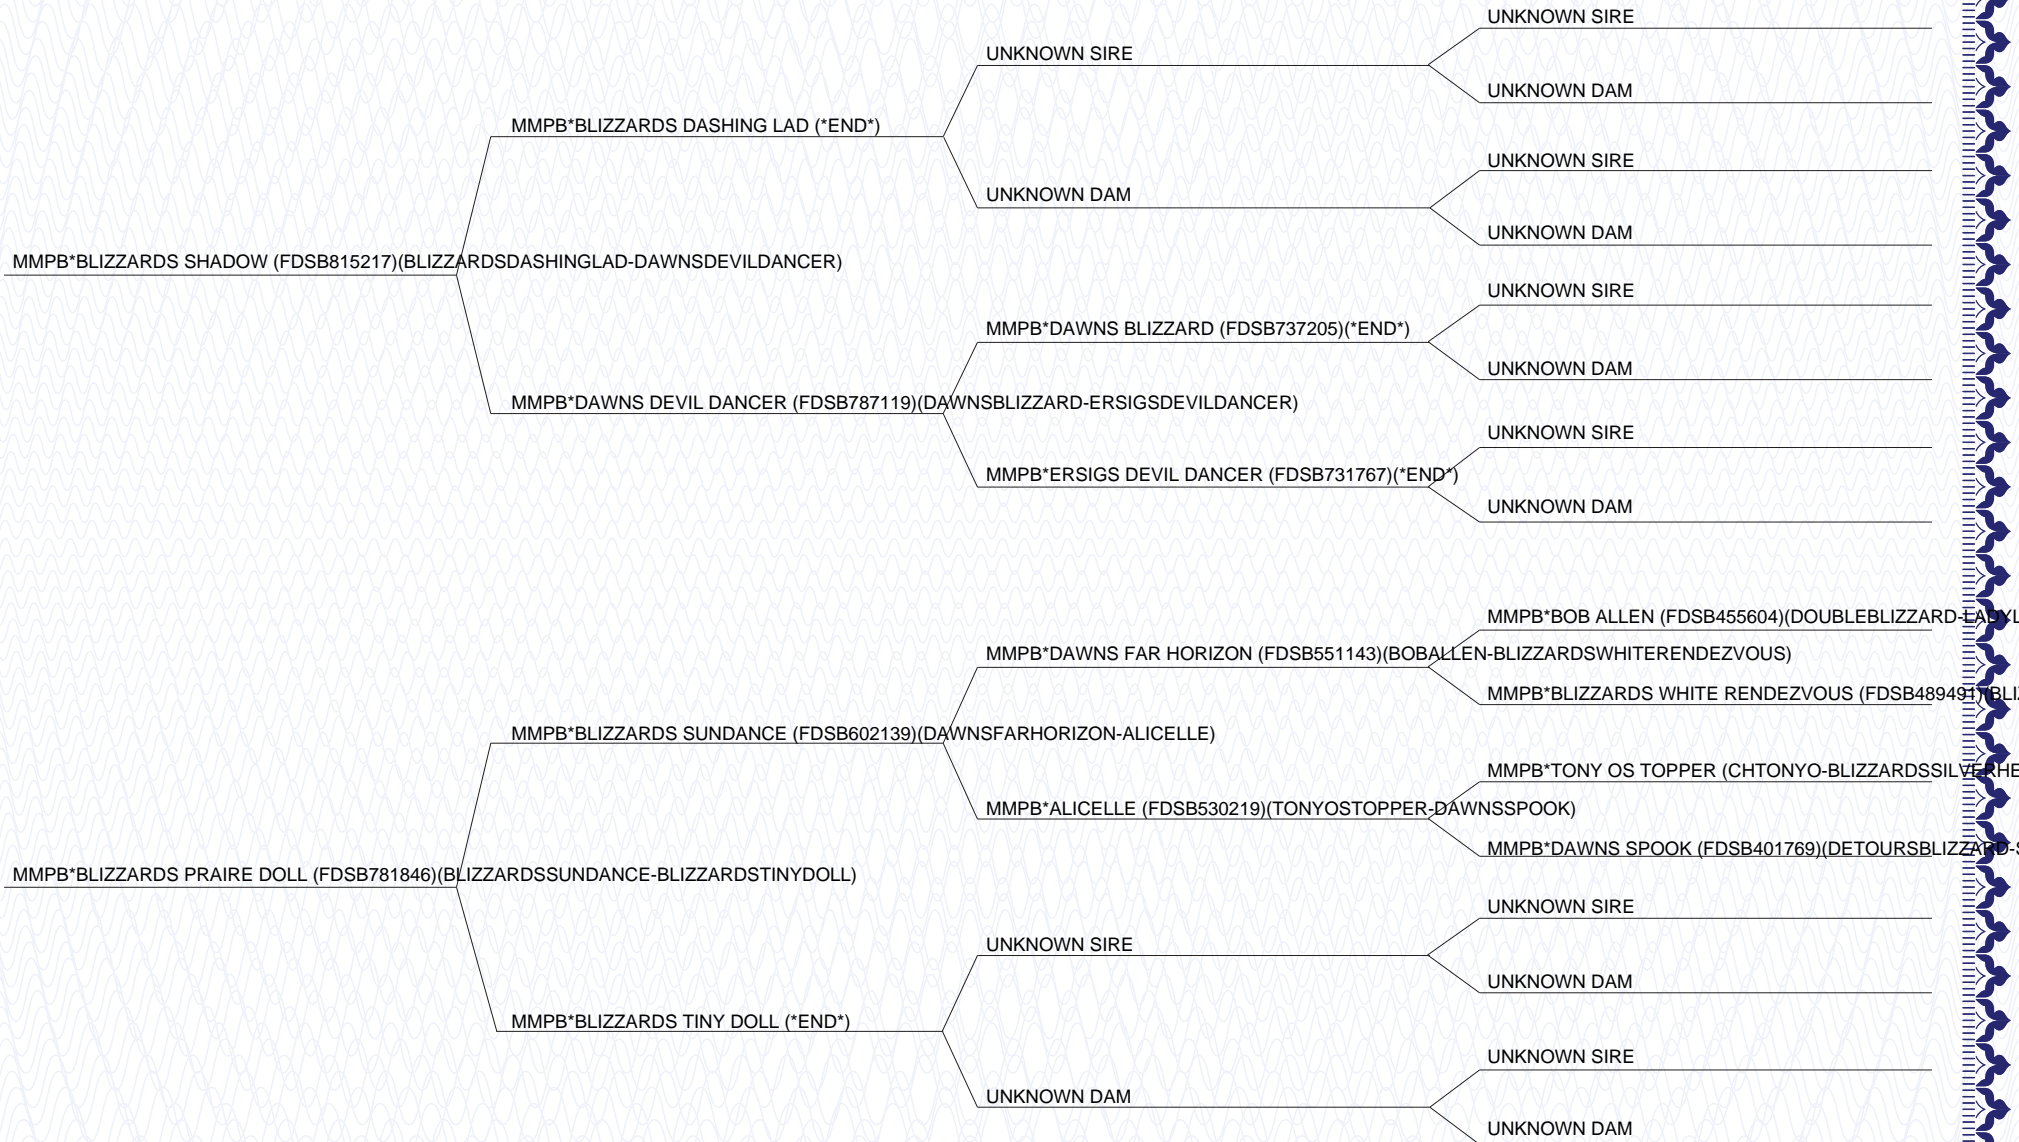 UNKNOWN SIRE
UNKNOWN SIRE
UNKNOWN DAM
MMPB*BLIZZARDS DASHING LAD (*END*)
UNKNOWN SIRE
UNKNOWN DAM
UNKNOWN DAM
MMPB*BLIZZARDS SHADOW (FDSB815217)(BLIZZARDSDASHINGLAD-DAWNSDEVILDANCER)
UNKNOWN SIRE
MMPB*DAWNS BLIZZARD (FDSB737205)(*END*)
UNKNOWN DAM
MMPB*DAWNS DEVIL DANCER (FDSB787119)(DAWNSBLIZZARD-ERSIGSDEVILDANCER)
UNKNOWN SIRE
MMPB*ERSIGS DEVIL DANCER (FDSB731767)(*END*)
UNKNOWN DAM
MMPB*BOB ALLEN (FDSB455604)(DOUBLEBLIZZARD-LADYL
MMPB*DAWNS FAR HORIZON (FDSB551143)(BOBALLEN-BLIZZARDSWHITERENDEZVOUS)
MMPB*BLIZZARDS WHITE RENDEZVOUS (FDSB489491)(BLIZ
MMPB*BLIZZARDS SUNDANCE (FDSB602139)(DAWNSFARHORIZON-ALICELLE)
MMPB*TONY OS TOPPER (CHTONYO-BLIZZARDSSILVERHE
MMPB*ALICELLE (FDSB530219)(TONYOSTOPPER-DAWNSSPOOK)
MMPB*DAWNS SPOOK (FDSB401769)(DETOURSBLIZZARD-S
MMPB*BLIZZARDS PRAIRE DOLL (FDSB781846)(BLIZZARDSSUNDANCE-BLIZZARDSTINYDOLL)
UNKNOWN SIRE
UNKNOWN SIRE
UNKNOWN DAM
MMPB*BLIZZARDS TINY DOLL (*END*)
UNKNOWN SIRE
UNKNOWN DAM
UNKNOWN DAM